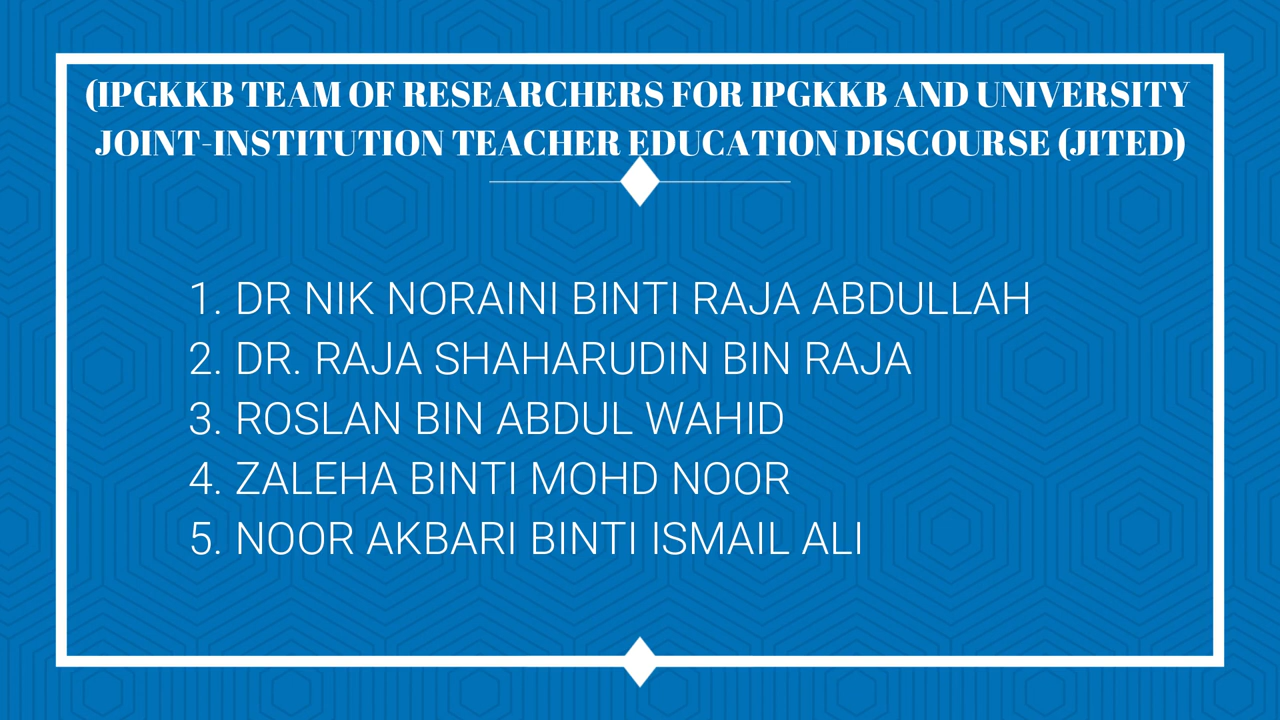 (IPGKKB TEAM OF RESEARCHERS FOR IPGKKB AND UNIVERSITY
JOINT-INSTITUTION TEACHER EDUCATION DISCOURSE (JITED)
1. DR NIK NORAINI BINTI RAJA ABDULLAH
2. DR. RAJA SHAHARUDIN BIN RAJA
3. ROSLAN BIN ABDUL WAHID
4. ZALEHA BINTI MOHD NOOR
5. NOOR AKBARI BINTI ISMAIL ALI